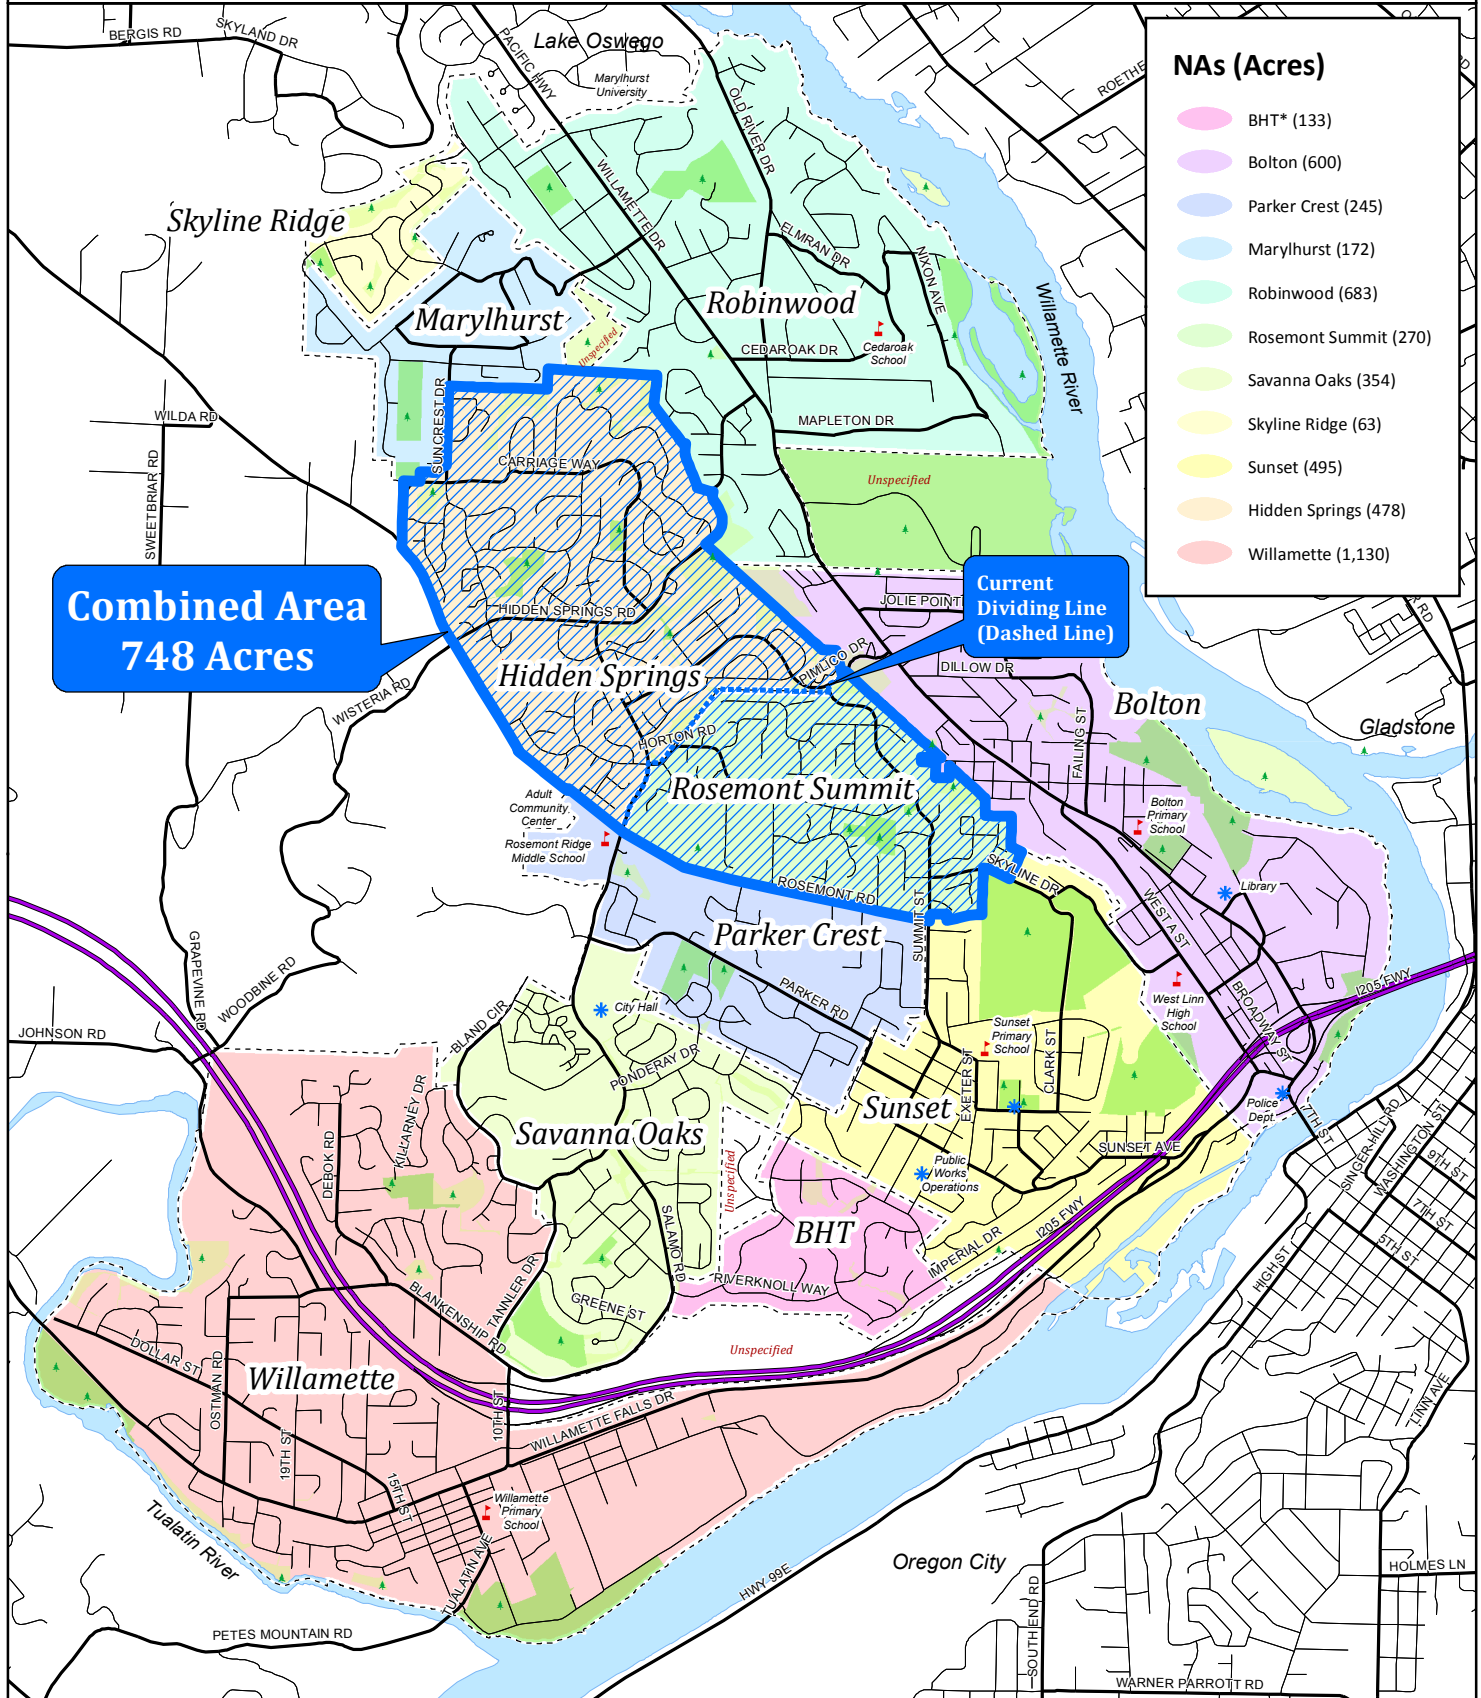 BERGIS RD
SKYLAND DR
PACIFIC HWY
Lake Oswego
Marylhurst
University
OLD RIVER DR
NAs (Acres)
BHT* (133)
Bolton (600)
Parker Crest (245)
Marylhurst (172)
Robinwood (683)
Rosemont Summit (270)
Savanna Oaks (354)
Skyline Ridge (63)
Sunset (495)
Hidden Springs (478)
Willamette (1,130)
Skyline Ridge
WILLAMETTE DR
ELMRAN DR
NIXON AVE
Robinwood
Willamette River
Marylhurst
Unspecified
CEDAROAK DR
Cedaroak
School
SUNCREST DR
WILDA RD
MAPLETON DR
SWEETBRIAR RD
CARRIAGE WAY
Unspecified
Combined Area
748 Acres
Current
Dividing Line
(Dashed Line)
HIDDEN SPRINGS RD
JOLIE POINT
PIMLICO DR
DILLOW DR
Hidden Springs
WISTERIA RD
Bolton
Gladstone
FAILING ST
HORTON RD
Rosemont Summit
Adult
Community
Center
Rosemont Ridge
Middle School
Bolton
Primary
School
SKYLINE DR
ROSEMONT RD
Library
WEST A ST
SUMMIT ST
Parker Crest
GRAPEVINE RD
WOODBINE RD
PARKER RD
I205 FWY
West Linn
High
School
BROADWAY ST
City Hall
BLAND CIR
JOHNSON RD
Sunset
Primary
School
CLARK ST
EXETER ST
PONDERAY DR
KILLARNEY DR
Sunset
Police
Dept.
7TH ST
SINGER HILL RD
WASHINGTON ST
DEBOK RD
Savanna Oaks
SUNSET AVE
Unspecified
Public
Works
Operations
9TH ST
7TH ST
5TH ST
SALAMO RD
BHT
I205 FWY
IMPERIAL DR
HIGH ST
TANNLER DR
BLANKENSHIP RD
GREENE ST
RIVERKNOLL WAY
Unspecified
DOLLAR ST
OSTMAN RD
Willamette
10TH ST
WILLAMETTE FALLS DR
LINN AVE
19TH ST
15TH ST
Willamette
Primary
School
Tualatin River
TUALATIN AVE
HWY 99E
Oregon City
HOLMES LN
SOUTH END RD
PETES MOUNTAIN RD
WARNER PARROTT RD